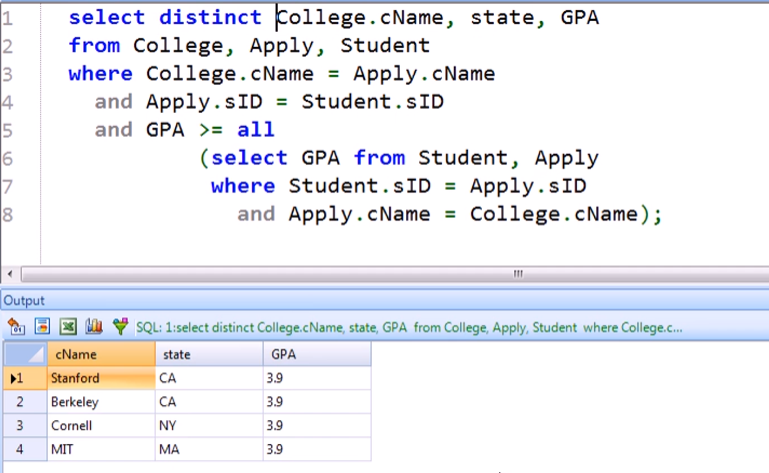 1 select distinct College.cName, state, GPA
2 from College, Apply, Student
3 where College.cName = Apply.cName
4 and Apply.sID = Student.sID
5 and GPA >= all
6 (select GPA from Student, Apply
7 where Student.sID = Apply.sID
8 and Apply.cName = College.cName);
Output
SQL: 1:select distinct College.cName, state, GPA from College, Apply, Student where College.c...
cName state GPA
1 Stanford CA 3.9
2 Berkeley CA 3.9
3 Cornell NY 3.9
4 MIT MA 3.9